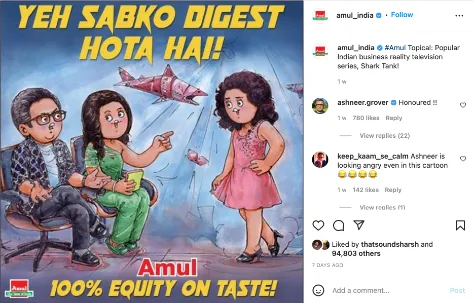 YEH SABKO DIGEST
HOTA HAI!
Amul
100% EQUITY ON TASTE!
Amul
amul_india • Follow
amul_india #Amul Topical: Popular
Indian business reality television
series, Shark Tank!
1 w
ashneer.grover Honoured !!
1 w 780 likes Reply
View replies (22)
keep_kaam_se_calm Ashneer is
looking angry even in this cartoon
😂😂😂😂
1 w 142 likes Reply
View replies (1)
Liked by thatsoundsharsh and
94,803 others
7 DAYS AGO
Add a comment... Post